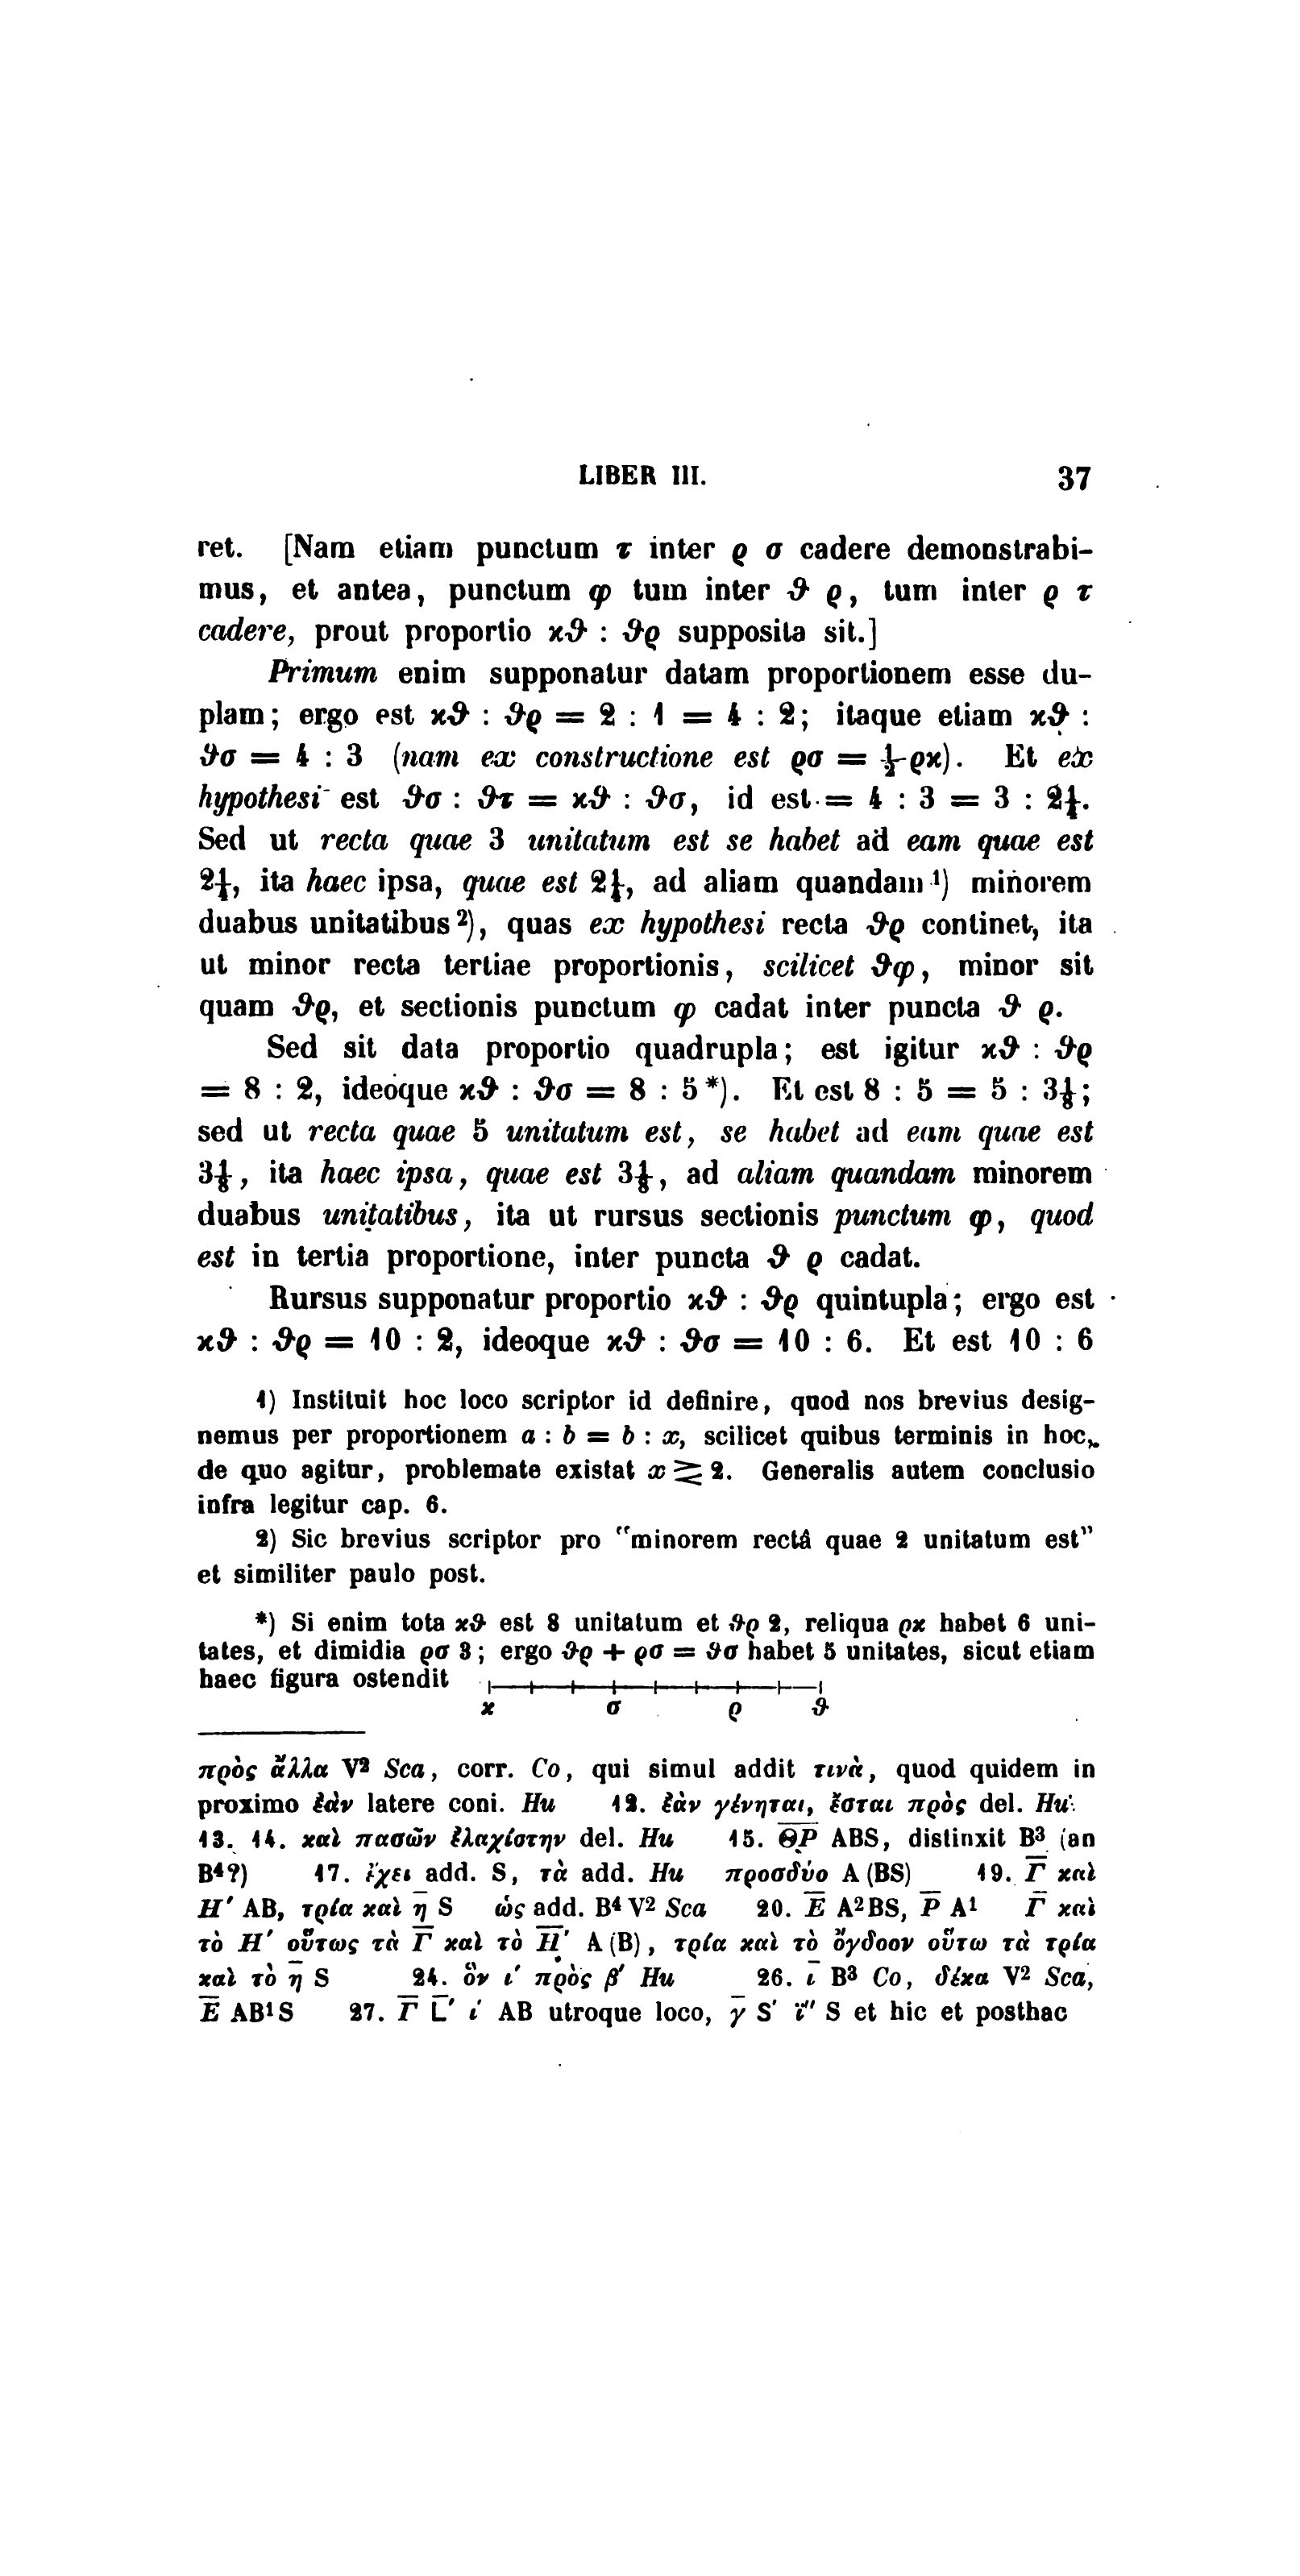 LIBER III. 37
ret. [Nam etiam punctum τ inter ϱ σ cadere demonstrabi-
mus, et antea, punctum φ tum inter ϑ ϱ, tum inter ϱ τ
cadere, prout proportio κϑ : ϑϱ supposita sit.]
Primum enim supponatur datam proportionem esse du-
plam; ergo est κϑ : ϑϱ = 2 : 1 = 4 : 2; itaque etiam κϑ :
ϑσ = 4 : 3 (nam ex constructione est ϱσ = ½ ϱκ). Et ex
hypothesi est ϑσ : ϑτ = κϑ : ϑσ, id est = 4 : 3 = 3 : 2¼.
Sed ut recta quae 3 unitatum est se habet ad eam quae est
2¼, ita haec ipsa, quae est 2¼, ad aliam quandam ¹) minorem
duabus unitatibus ²), quas ex hypothesi recta ϑϱ continet, ita
ut minor recta tertiae proportionis, scilicet ϑφ, minor sit
quam ϑϱ, et sectionis punctum φ cadat inter puncta ϑ ϱ.
Sed sit data proportio quadrupla; est igitur κϑ : ϑϱ
= 8 : 2, ideoque κϑ : ϑσ = 8 : 5 *). Et est 8 : 5 = 5 : 3⅛;
sed ut recta quae 5 unitatum est, se habet ad eam quae est
3⅛, ita haec ipsa, quae est 3⅛, ad aliam quandam minorem
duabus unitatibus, ita ut rursus sectionis punctum φ, quod
est in tertia proportione, inter puncta ϑ ϱ cadat.
Rursus supponatur proportio κϑ : ϑϱ quintupla; ergo est
κϑ : ϑϱ = 10 : 2, ideoque κϑ : ϑσ = 10 : 6. Et est 10 : 6
1) Instituit hoc loco scriptor id definire, quod nos brevius desig-
nemus per proportionem a : b = b : x, scilicet quibus terminis in hoc,
de quo agitur, problemate existat x ⪌ 2. Generalis autem conclusio
infra legitur cap. 6.
2) Sic brevius scriptor pro "minorem rectâ quae 2 unitatum est"
et similiter paulo post.
*) Si enim tota κϑ est 8 unitatum et ϑϱ 2, reliqua ϱκ habet 6 uni-
tates, et dimidia ϱσ 3; ergo ϑϱ + ϱσ = ϑσ habet 5 unitates, sicut etiam
haec figura ostendit
κ σ ϱ ϑ
πρὸς ἄλλα V² Sca, corr. Co, qui simul addit τινὰ, quod quidem in
proximo ἐὰν latere coni. Hu 12. ἐὰν γένηται, ἔσται πρὸς del. Hu
13. 14. καὶ πασῶν ἐλαχίστην del. Hu 15. Θ̅Ρ̅ ABS, distinxit B³ (an
B⁴?) 17. ἔχει add. S, τὰ add. Hu προσδύο A (BS) 19. Γ̅ καὶ
Η′ AB, τρία καὶ η̅ S ὡς add. B⁴ V² Sca 20. Ε̅ A²BS, Ρ̅ A¹ Γ̅ καὶ
τὸ Η′ οὕτως τὰ Γ̅ καὶ τὸ Η̅′ A (B), τρία καὶ τὸ ὄγδοον οὕτω τὰ τρία
καὶ τὸ η̅ S 24. ὃν ι′ πρὸς β′ Hu 26. ι̅ B³ Co, δέκα V² Sca,
Ε̅ AB¹S 27. Γ̅ L̅′ ί AB utroque loco, γ̅ S′ ϊ″ S et hic et posthac